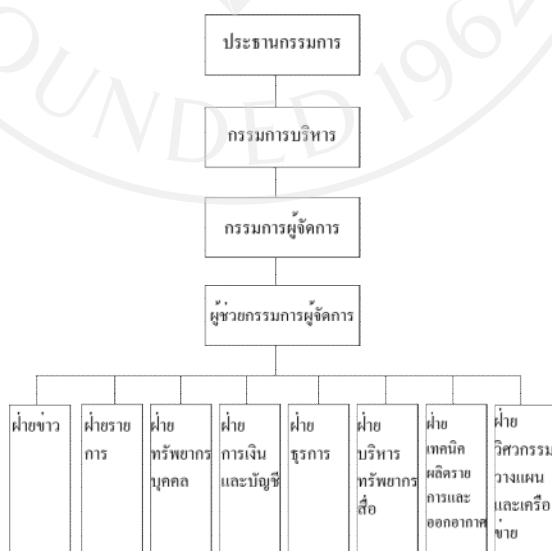 OUNDED 1964
ประธานกรรมการ
กรรมการบริหาร
กรรมการผู้จัดการ
ผู้ช่วยกรรมการผู้จัดการ
ฝ่ายข่าว
ฝ่ายราย
การ
ฝ่าย
ทรัพยากร
บุคคล
ฝ่าย
การเงิน
และบัญชี
ฝ่าย
ธุรการ
ฝ่าย
บริหาร
ทรัพยากร
สื่อ
ฝ่าย
เทคนิค
ผลิตราย
การและ
ออกอากาศ
ฝ่าย
วิศวกรรม
วางแผน
และเครือ
ข่าย